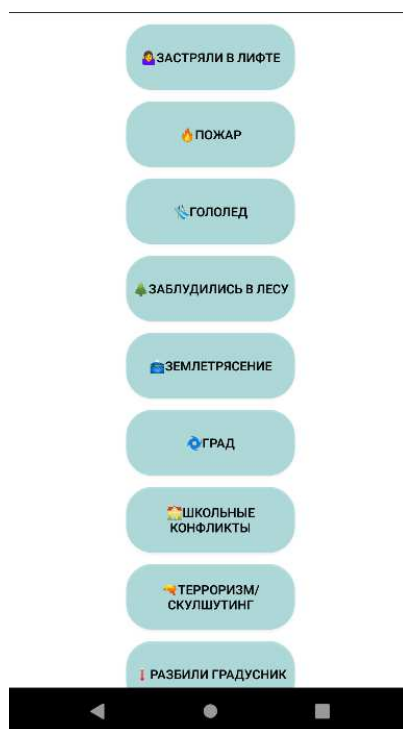 ЗАСТРЯЛИ В ЛИФТЕ
ПОЖАР
ГОЛОЛЕД
ЗАБЛУДИЛИСЬ В ЛЕСУ
ЗЕМЛЕТРЯСЕНИЕ
ГРАД
ШКОЛЬНЫЕ
КОНФЛИКТЫ
ТЕРРОРИЗМ/
СКУЛШУТИНГ
РАЗБИЛИ ГРАДУСНИК